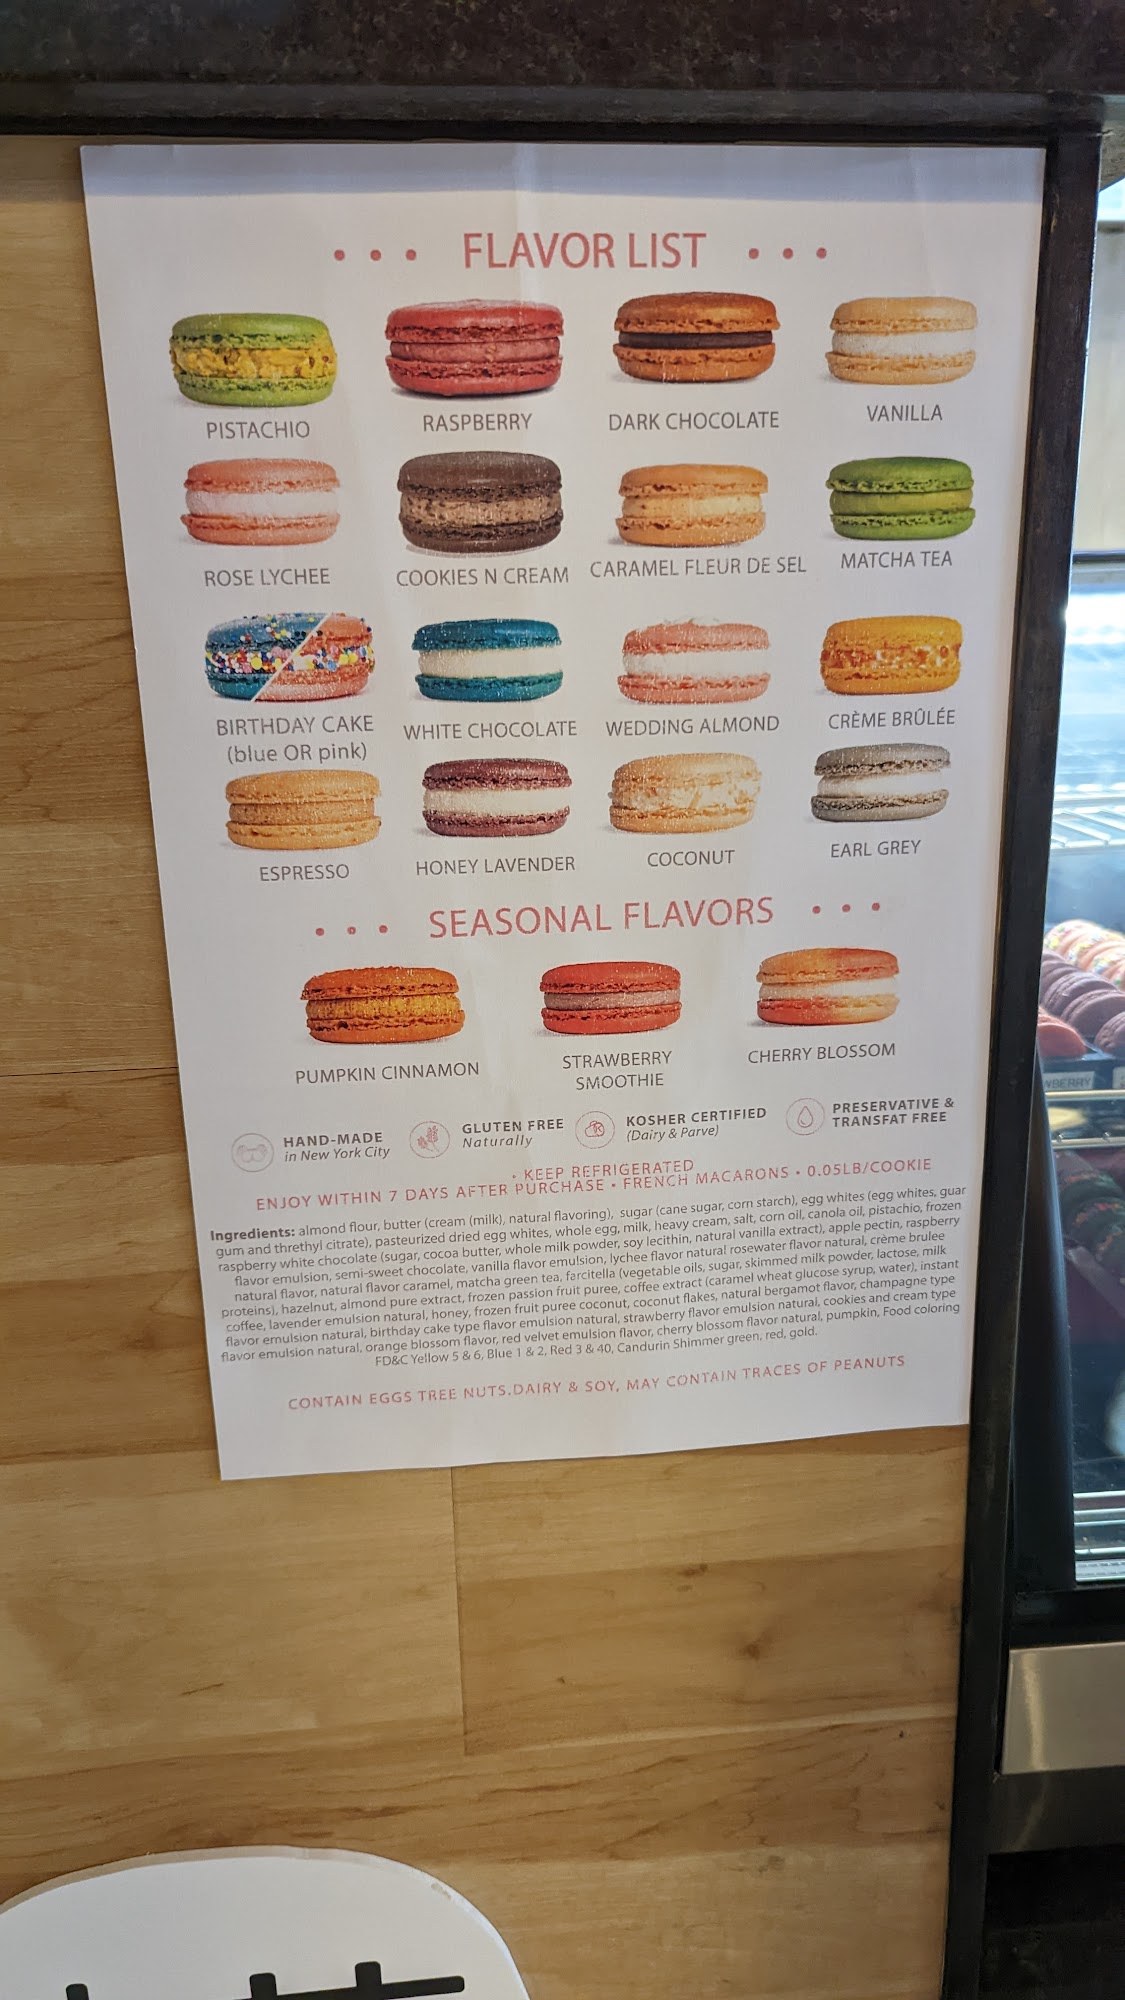 • • • FLAVOR LIST • • •
PISTACHIO
RASPBERRY
DARK CHOCOLATE
VANILLA
ROSE LYCHEE
COOKIES N CREAM
CARAMEL FLEUR DE SEL
MATCHA TEA
BIRTHDAY CAKE
(blue OR pink)
WHITE CHOCOLATE
WEDDING ALMOND
CRÈME BRÛLÉE
ESPRESSO
HONEY LAVENDER
COCONUT
EARL GREY
• • • SEASONAL FLAVORS • • •
PUMPKIN CINNAMON
STRAWBERRY
SMOOTHIE
CHERRY BLOSSOM
HAND-MADE
in New York City
GLUTEN FREE
Naturally
KOSHER CERTIFIED
(Dairy & Parve)
PRESERVATIVE &
TRANSFAT FREE
• KEEP REFRIGERATED
ENJOY WITHIN 7 DAYS AFTER PURCHASE • FRENCH MACARONS • 0.05LB/COOKIE
Ingredients: almond flour, butter (cream (milk), natural flavoring), sugar (cane sugar, corn starch), egg whites (egg whites, guar
gum and threthyl citrate), pasteurized dried egg whites, whole egg, milk, heavy cream, salt, corn oil, canola oil, pistachio, frozen
raspberry white chocolate (sugar, cocoa butter, whole milk powder, soy lecithin, natural vanilla extract), apple pectin, raspberry
flavor emulsion, semi-sweet chocolate, vanilla flavor emulsion, lychee flavor natural rosewater flavor natural, crème brulee
natural flavor, natural flavor caramel, matcha green tea, farcitella (vegetable oils, sugar, skimmed milk powder, lactose, milk
proteins), hazelnut, almond pure extract, frozen passion fruit puree, coffee extract (caramel wheat glucose syrup, water), instant
coffee, lavender emulsion natural, honey, frozen fruit puree coconut, coconut flakes, natural bergamot flavor, champagne type
flavor emulsion natural, birthday cake type flavor emulsion natural, strawberry flavor emulsion natural, cookies and cream type
flavor emulsion natural, orange blossom flavor, red velvet emulsion flavor, cherry blossom flavor natural, pumpkin, Food coloring
FD&C Yellow 5 & 6, Blue 1 & 2, Red 3 & 40, Candurin Shimmer green, red, gold.
CONTAIN EGGS TREE NUTS.DAIRY & SOY, MAY CONTAIN TRACES OF PEANUTS